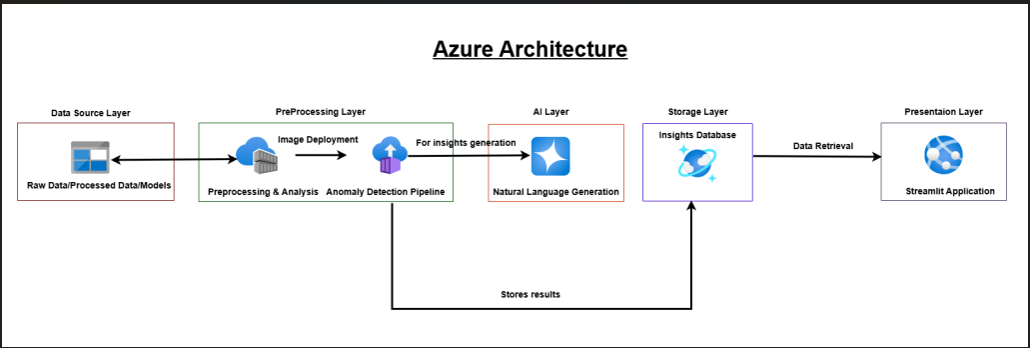 Azure Architecture
Data Source Layer
PreProcessing Layer
AI Layer
Storage Layer
Presentaion Layer
Image Deployment
For insights generation
Insights Database
Data Retrieval
Raw Data/Processed Data/Models
Preprocessing & Analysis
Anomaly Detection Pipeline
Natural Language Generation
Streamlit Application
Stores results